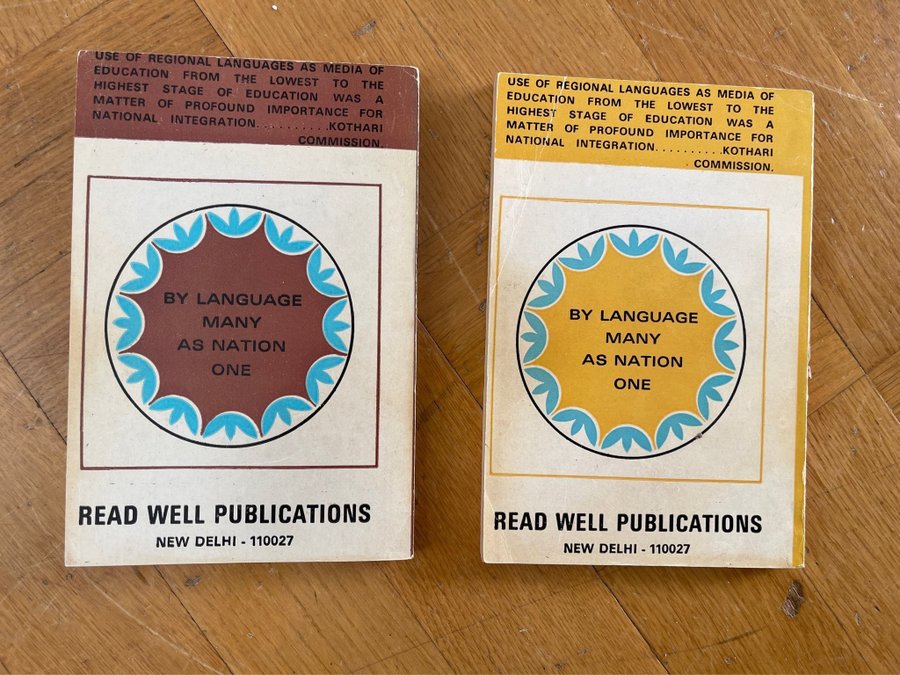 USE OF REGIONAL LANGUAGES AS MEDIA OF
EDUCATION FROM THE LOWEST TO THE
HIGHEST STAGE OF EDUCATION WAS A
MATTER OF PROFOUND IMPORTANCE FOR
NATIONAL INTEGRATION..........KOTHARI
COMMISSION.
BY LANGUAGE
MANY
AS NATION
ONE
READ WELL PUBLICATIONS
NEW DELHI - 110027
USE OF REGIONAL LANGUAGES AS MEDIA OF
EDUCATION FROM THE LOWEST TO THE
HIGHEST STAGE OF EDUCATION WAS A
MATTER OF PROFOUND IMPORTANCE FOR
NATIONAL INTEGRATION..........KOTHARI
COMMISSION.
BY LANGUAGE
MANY
AS NATION
ONE
READ WELL PUBLICATIONS
NEW DELHI - 110027